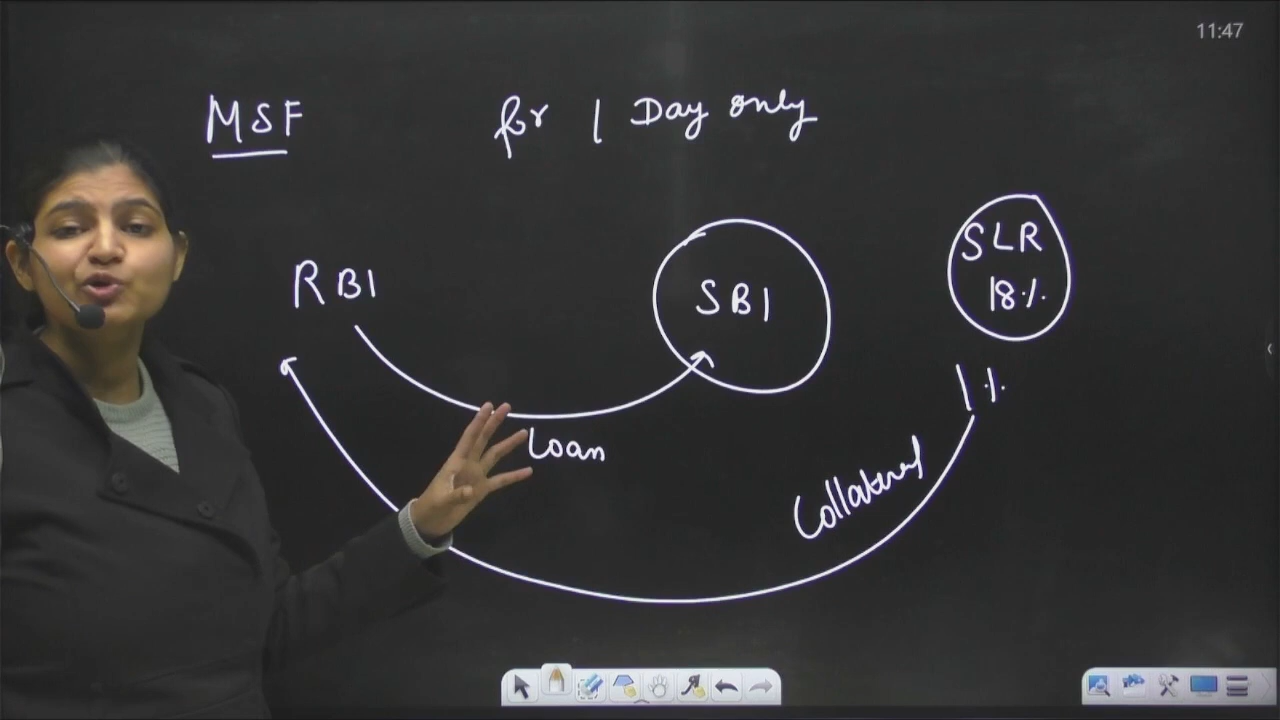 11:47
MSF for 1 Day only
RBI SBI SLR
18%
1%
Loan
Collateral